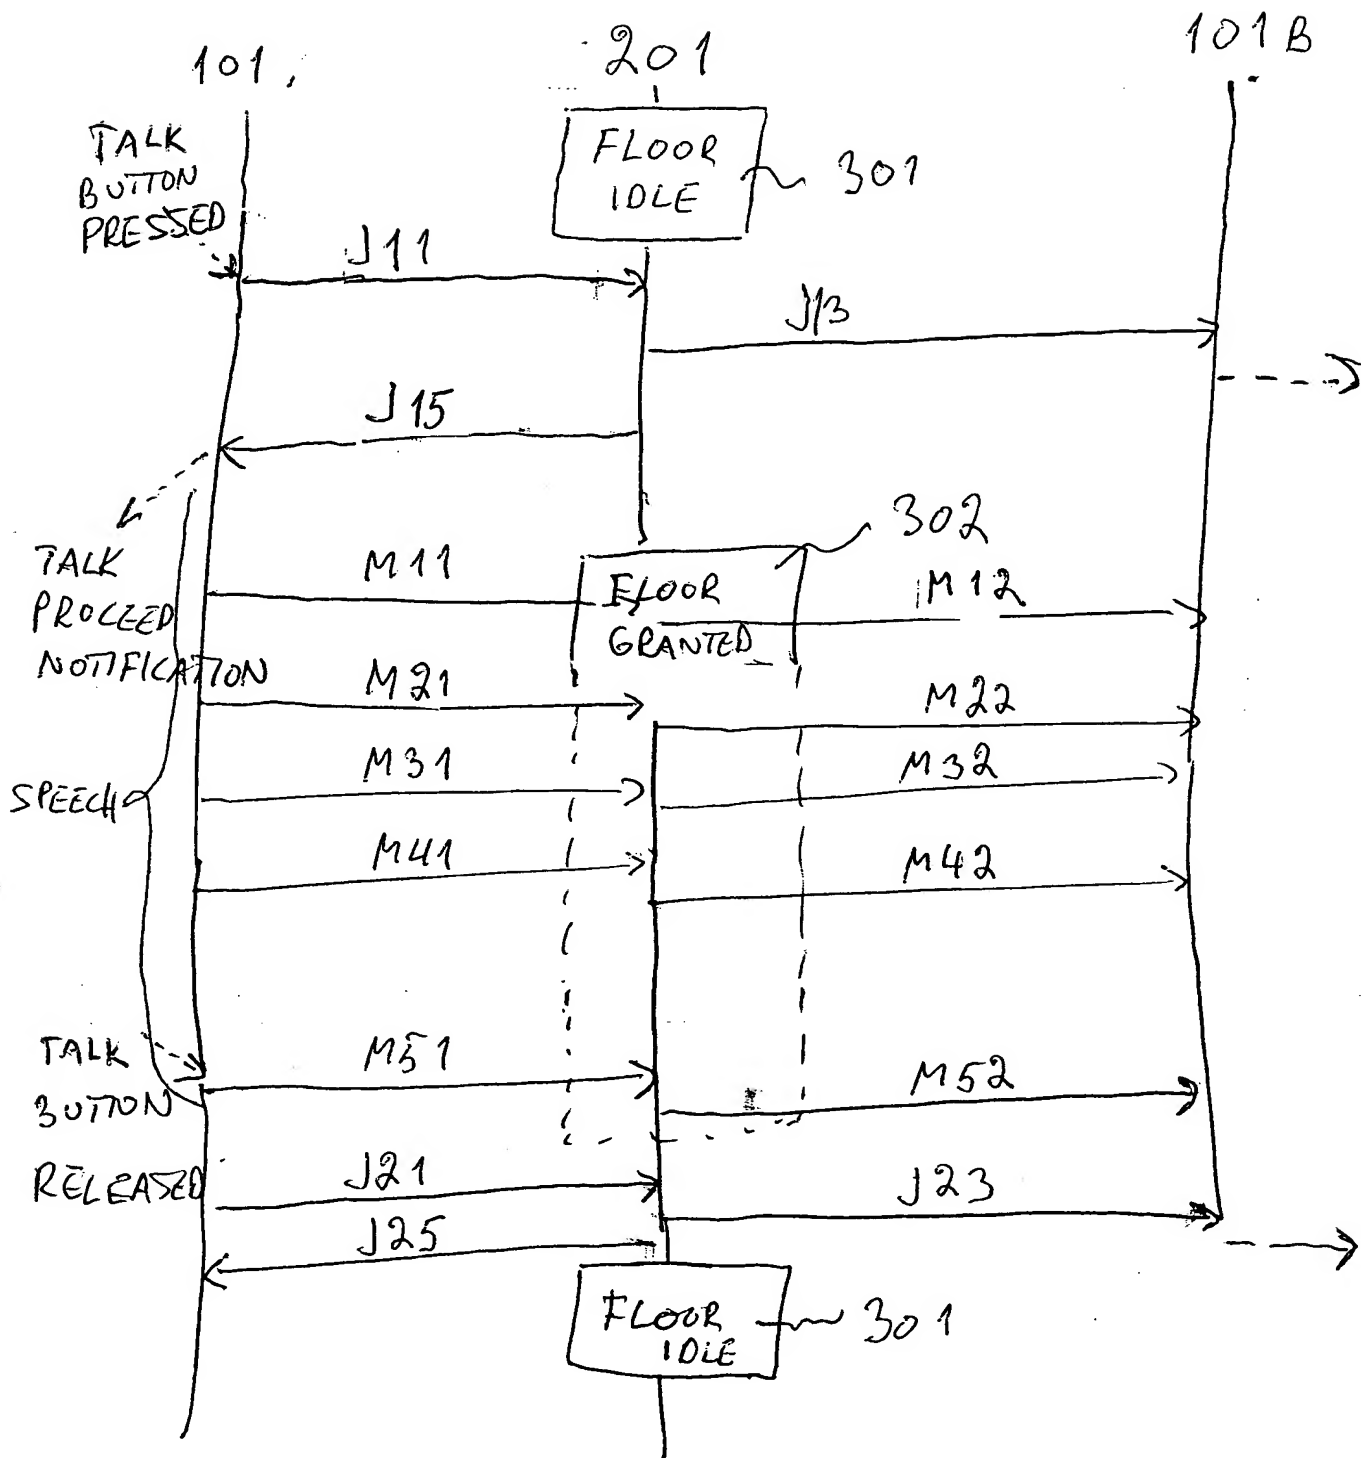 101.
201
101B
TALK
BUTTON
PRESSED
FLOOR
IDLE
301
J11
J13
J15
302
TALK
PROCEED
NOTIFICATION
M11
FLOOR
GRANTED
M12
M21
M22
SPEECH
M31
M32
M41
M42
TALK
BUTTON
RELEASED
M51
M52
J21
J23
J25
FLOOR
IDLE
301